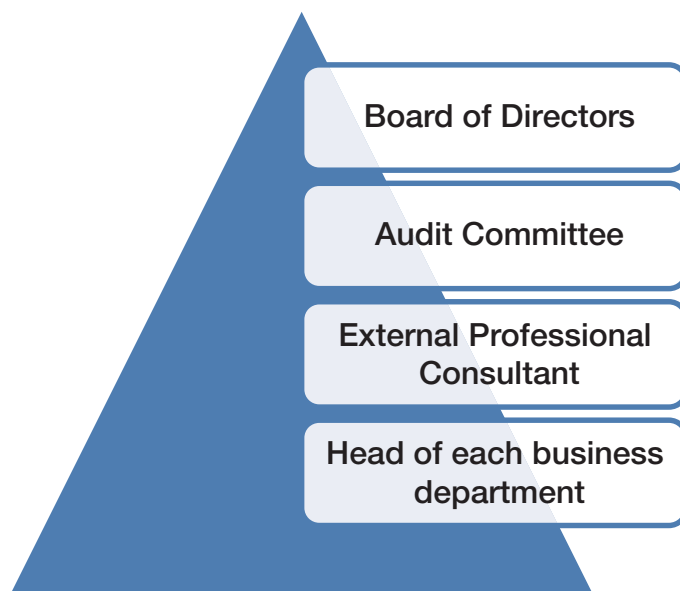 Board of Directors
Audit Committee
External Professional
Consultant
Head of each business
department